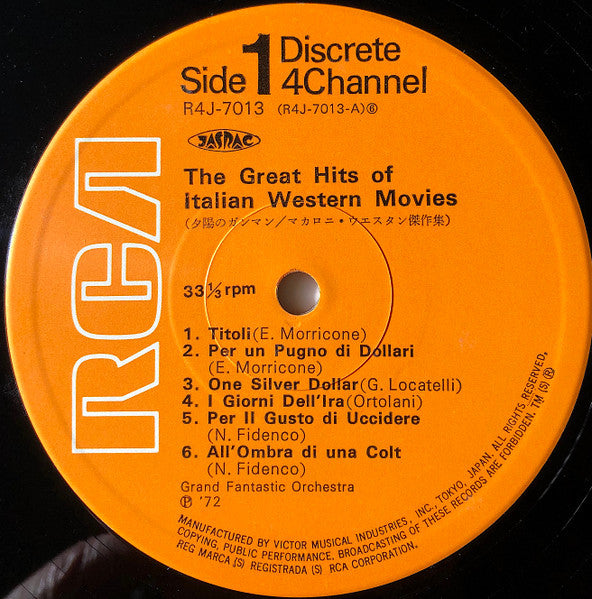 Side 1 Discrete
4Channel
R4J-7013 (R4J-7013-A)⑥
JASRAC
The Great Hits of
Italian Western Movies
(夕陽のガンマン/マカロニ・ウエスタン傑作集)
RCA
33⅓ rpm
1. Titoli(E. Morricone)
2. Per un Pugno di Dollari
(E. Morricone)
3. One Silver Dollar(G. Locatelli)
4. I Giorni Dell'Ira(Ortolani)
5. Per Il Gusto di Uccidere
(N. Fidenco)
6. All'Ombra di una Colt
(N. Fidenco)
Grand Fantastic Orchestra
Ⓟ '72
MANUFACTURED BY VICTOR MUSICAL INDUSTRIES, INC., TOKYO, JAPAN. ALL RIGHTS RESERVED.
COPYING, PUBLIC PERFORMANCE. BROADCASTING OF THESE RECORDS ARE FORBIDDEN. TM (S) ®
REG MARCA (S) REGISTRADA (S) RCA CORPORATION.